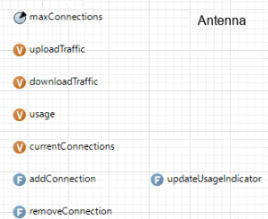 maxConnections
Antenna
V uploadTraffic
V downloadTraffic
V usage
V currentConnections
F addConnection
F updateUsageIndicator
F removeConnection